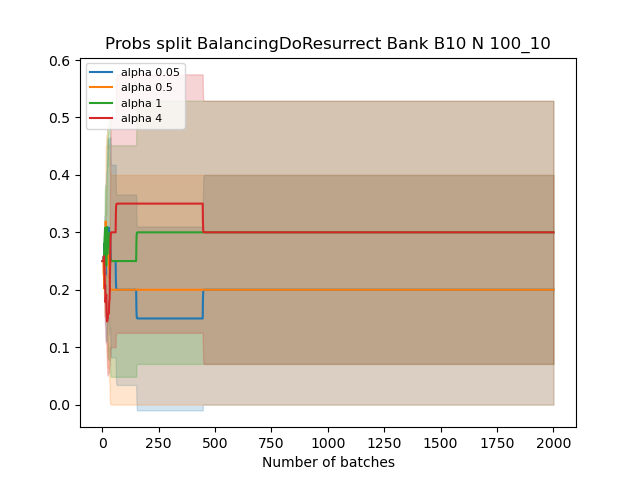 Probs split BalancingDoResurrect Bank B10 N 100_10
alpha 0.05
alpha 0.5
alpha 1
alpha 4
0.6
0.5
0.4
0.3
0.2
0.1
0.0
0 250 500 750 1000 1250 1500 1750 2000
Number of batches